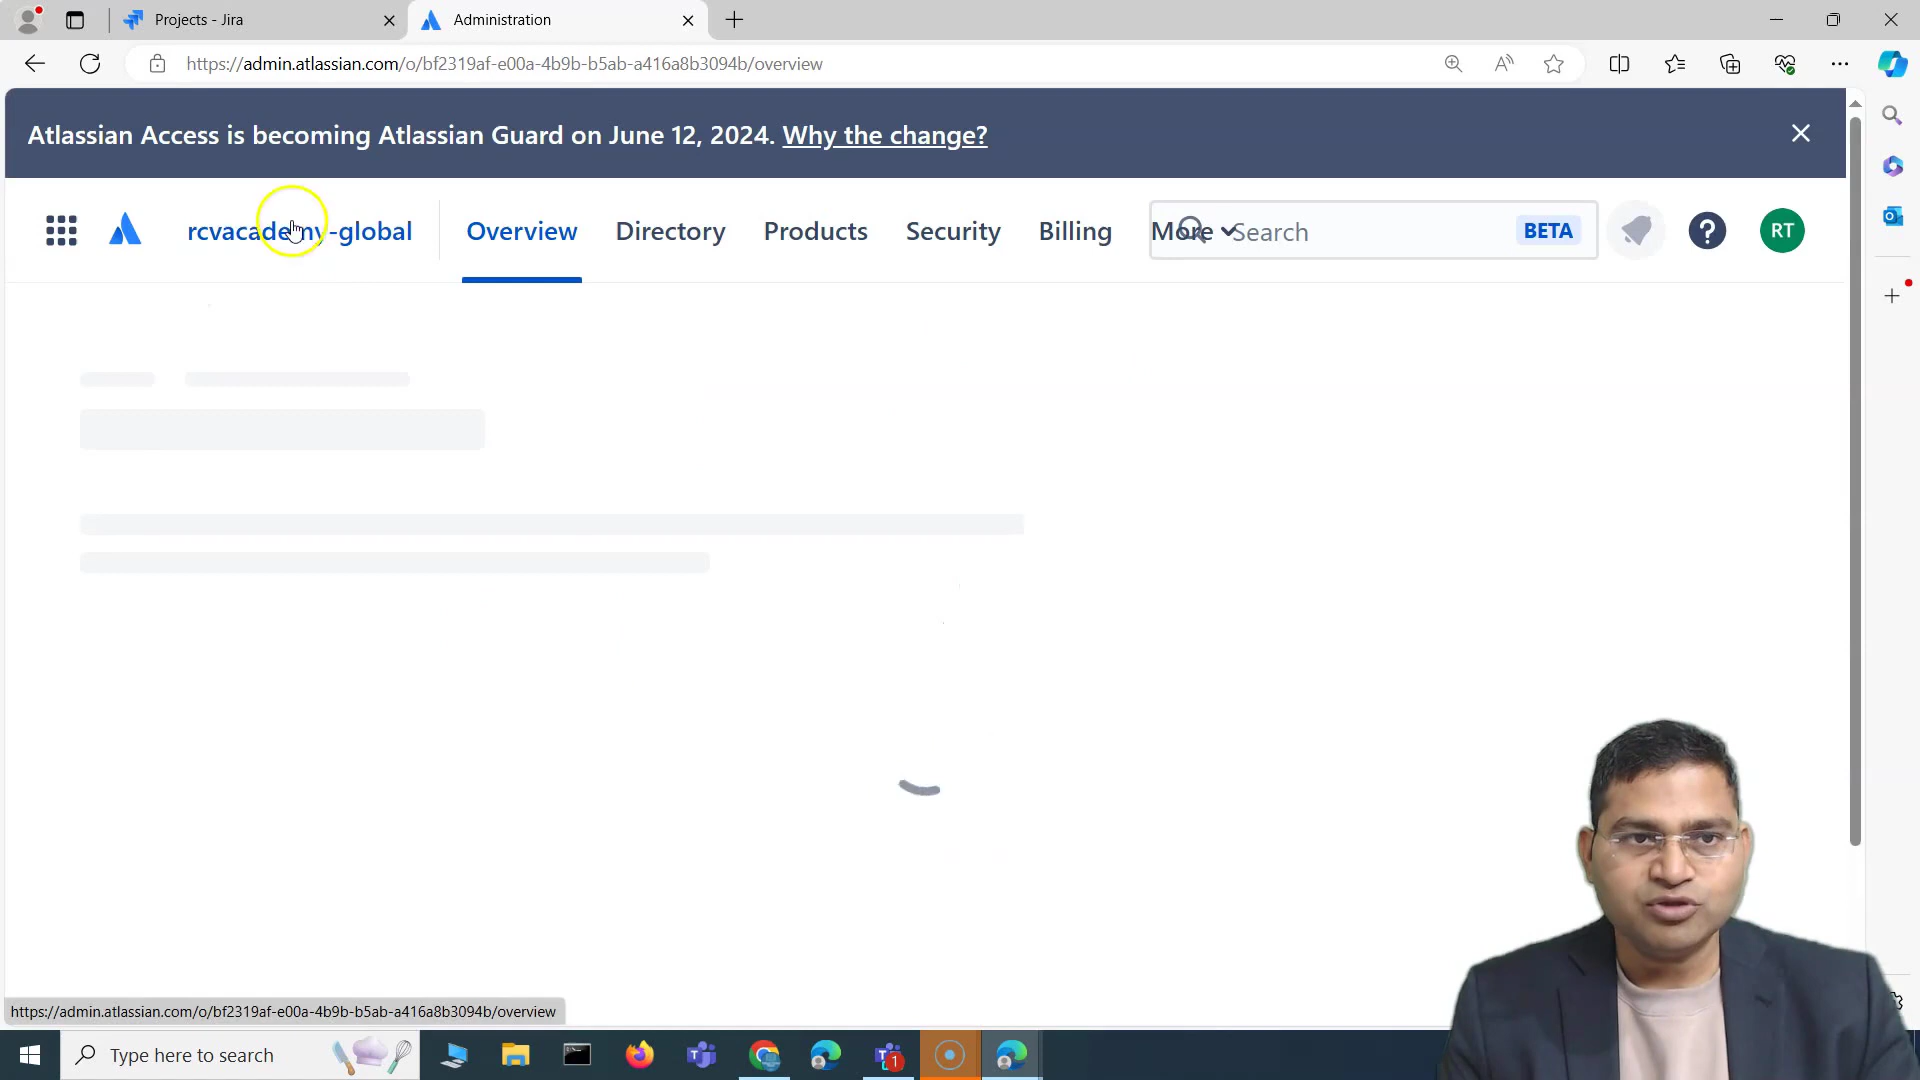 Projects - Jira
Administration
https://admin.atlassian.com/o/bf2319af-e00a-4b9b-b5ab-a416a8b3094b/overview
Atlassian Access is becoming Atlassian Guard on June 12, 2024. Why the change?
rcvacademy-global
Overview
Directory
Products
Security
Billing
More
Search
BETA
RT
https://admin.atlassian.com/o/bf2319af-e00a-4b9b-b5ab-a416a8b3094b/overview
Type here to search
1